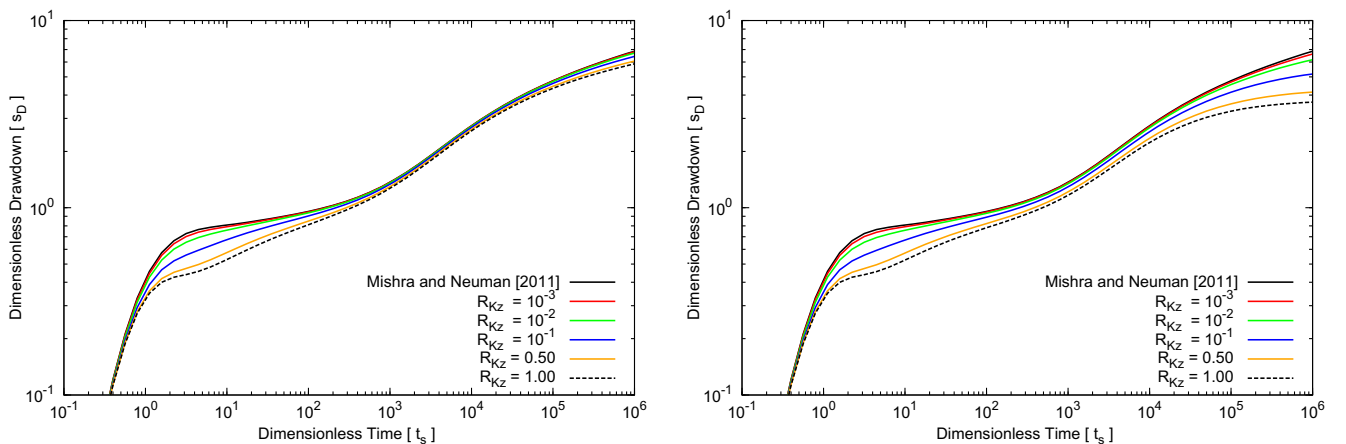 Dimensionless Drawdown [ s_D ]
10^1
10^0
10^-1
Mishra and Neuman [2011]
R_Kz = 10^-3
R_Kz = 10^-2
R_Kz = 10^-1
R_Kz = 0.50
R_Kz = 1.00
10^-1 10^0 10^1 10^2 10^3 10^4 10^5 10^6
Dimensionless Time [ t_s ]
Dimensionless Drawdown [ s_D ]
10^1
10^0
10^-1
Mishra and Neuman [2011]
R_Kz = 10^-3
R_Kz = 10^-2
R_Kz = 10^-1
R_Kz = 0.50
R_Kz = 1.00
10^-1 10^0 10^1 10^2 10^3 10^4 10^5 10^6
Dimensionless Time [ t_s ]